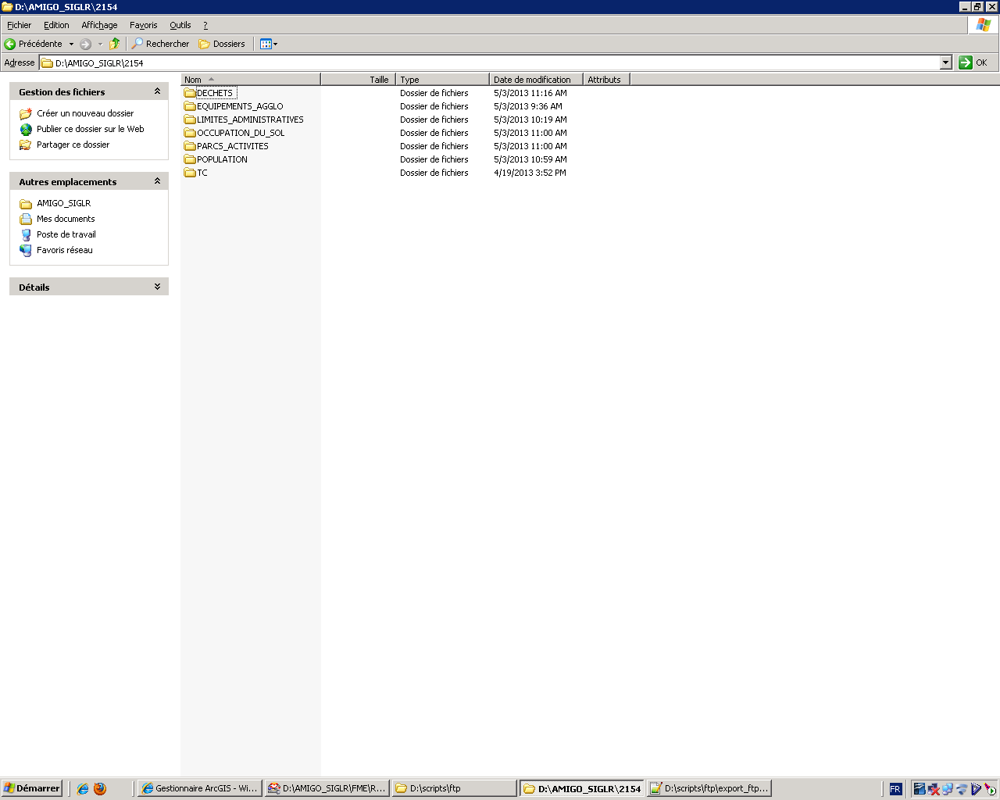 D:\AMIGO_SIGLR\2154
Fichier Edition Affichage Favoris Outils ?
Précédente Rechercher Dossiers
Adresse D:\AMIGO_SIGLR\2154 OK
Gestion des fichiers
Créer un nouveau dossier
Publier ce dossier sur le Web
Partager ce dossier
Autres emplacements
AMIGO_SIGLR
Mes documents
Poste de travail
Favoris réseau
Détails
Nom Taille Type Date de modification Attributs
DECHETS Dossier de fichiers 5/3/2013 11:16 AM
EQUIPEMENTS_AGGLO Dossier de fichiers 5/3/2013 9:36 AM
LIMITES_ADMINISTRATIVES Dossier de fichiers 5/3/2013 10:19 AM
OCCUPATION_DU_SOL Dossier de fichiers 5/3/2013 11:00 AM
PARCS_ACTIVITES Dossier de fichiers 5/3/2013 11:00 AM
POPULATION Dossier de fichiers 5/3/2013 10:59 AM
TC Dossier de fichiers 4/19/2013 3:52 PM
Démarrer Gestionnaire ArcGIS - Wi... D:\AMIGO_SIGLR\FME\R... D:\scripts\ftp D:\AMIGO_SIGLR\2154 D:\scripts\ftp\export_ftp... FR